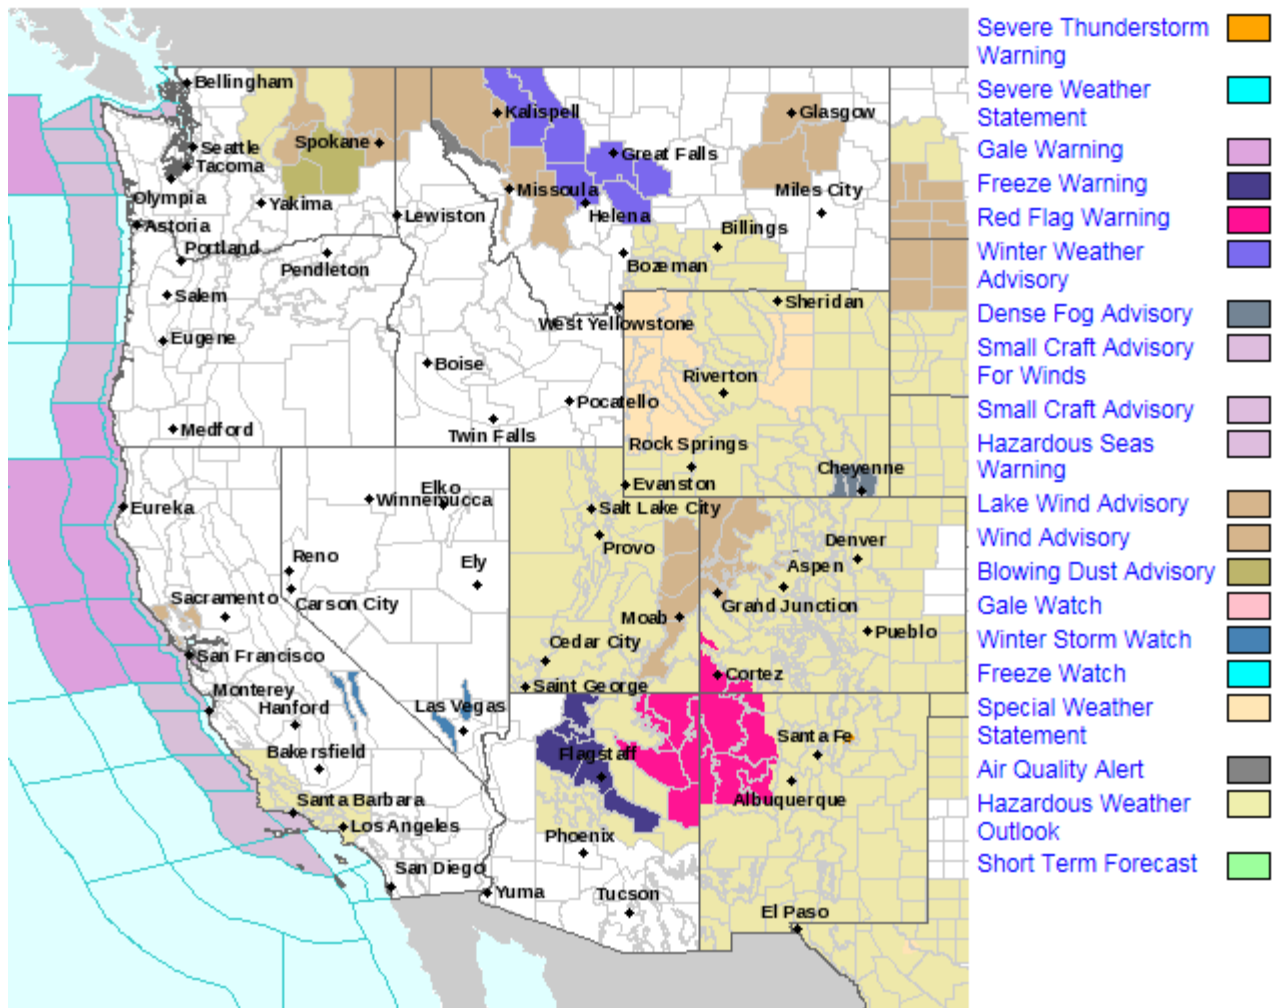 Severe Thunderstorm
Warning
Severe Weather
Statement
Gale Warning
Freeze Warning
Red Flag Warning
Winter Weather
Advisory
Dense Fog Advisory
Small Craft Advisory
For Winds
Small Craft Advisory
Hazardous Seas
Warning
Lake Wind Advisory
Wind Advisory
Blowing Dust Advisory
Gale Watch
Winter Storm Watch
Freeze Watch
Special Weather
Statement
Air Quality Alert
Hazardous Weather
Outlook
Short Term Forecast
Bellingham
Kalispell
Glasgow
Seattle
Spokane
Great Falls
Tacoma
Missoula
Miles City
Olympia
Yakima
Lewiston
Helena
Astoria
Billings
Portland
Pendleton
Bozeman
Salem
Sheridan
West Yellowstone
Eugene
Boise
Riverton
Pocatello
Medford
Twin Falls
Rock Springs
Cheyenne
Evanston
Elko
Winnemucca
Eureka
Salt Lake City
Provo
Denver
Reno
Ely
Aspen
Sacramento
Carson City
Grand Junction
Moab
Pueblo
San Francisco
Cedar City
Cortez
Monterey
Saint George
Hanford
Las Vegas
Santa Fe
Bakersfield
Flagstaff
Santa Barbara
Albuquerque
Los Angeles
Phoenix
San Diego
Yuma
Tucson
El Paso